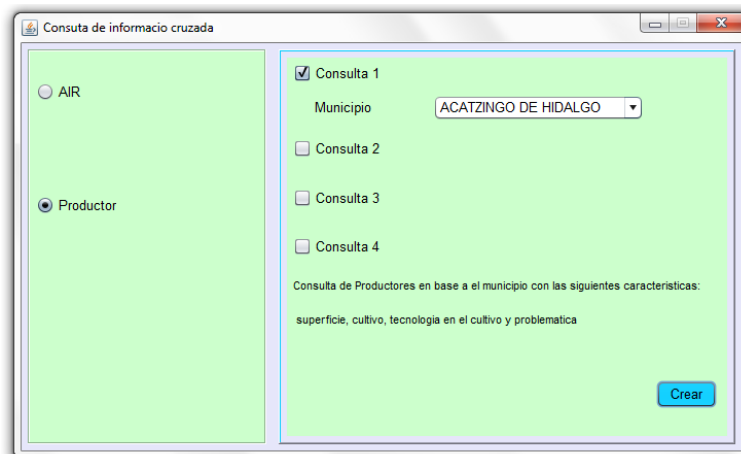 Consuta de informacio cruzada
AIR
Productor
Consulta 1
Municipio ACATZINGO DE HIDALGO
Consulta 2
Consulta 3
Consulta 4
Consulta de Productores en base a el municipio con las siguientes caracteristicas:
superficie, cultivo, tecnologia en el cultivo y problematica
Crear